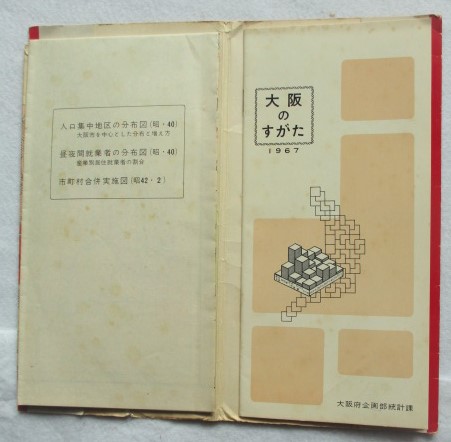 人口集中地区の分布図(昭・40)
大阪市を中心とした分布と増え方
昼夜間就業者の分布図(昭・40)
産業別居住就業者の割合
市町村合併実施図(昭42・2)
大阪
の
すがた
1967
大阪府企画部統計課